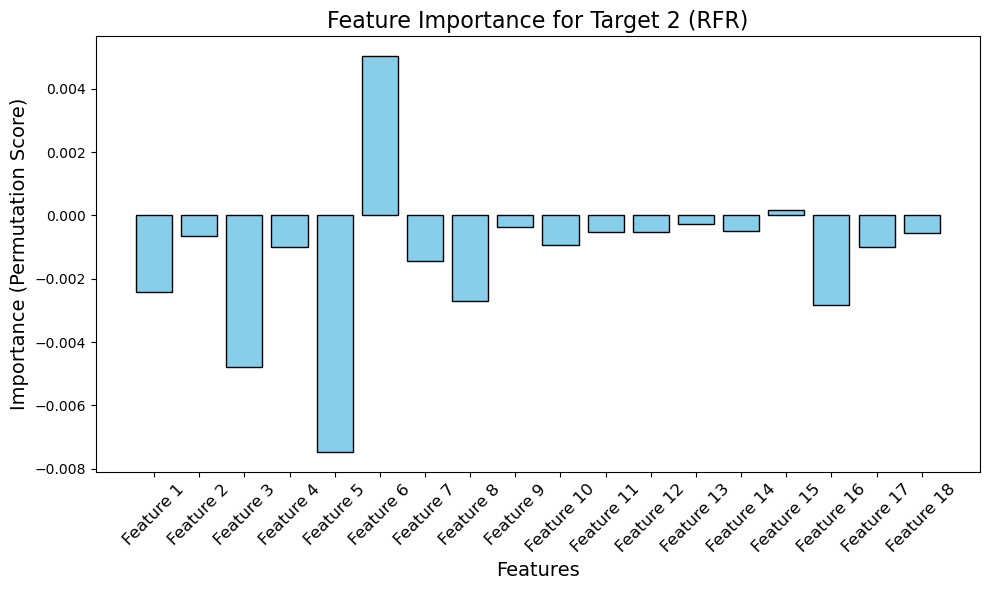 Feature Importance for Target 2 (RFR)
Importance (Permutation Score)
0.004
0.002
0.000
−0.002
−0.004
−0.006
−0.008
Feature 1
Feature 2
Feature 3
Feature 4
Feature 5
Feature 6
Feature 7
Feature 8
Feature 9
Feature 10
Feature 11
Feature 12
Feature 13
Feature 14
Feature 15
Feature 16
Feature 17
Feature 18
Features